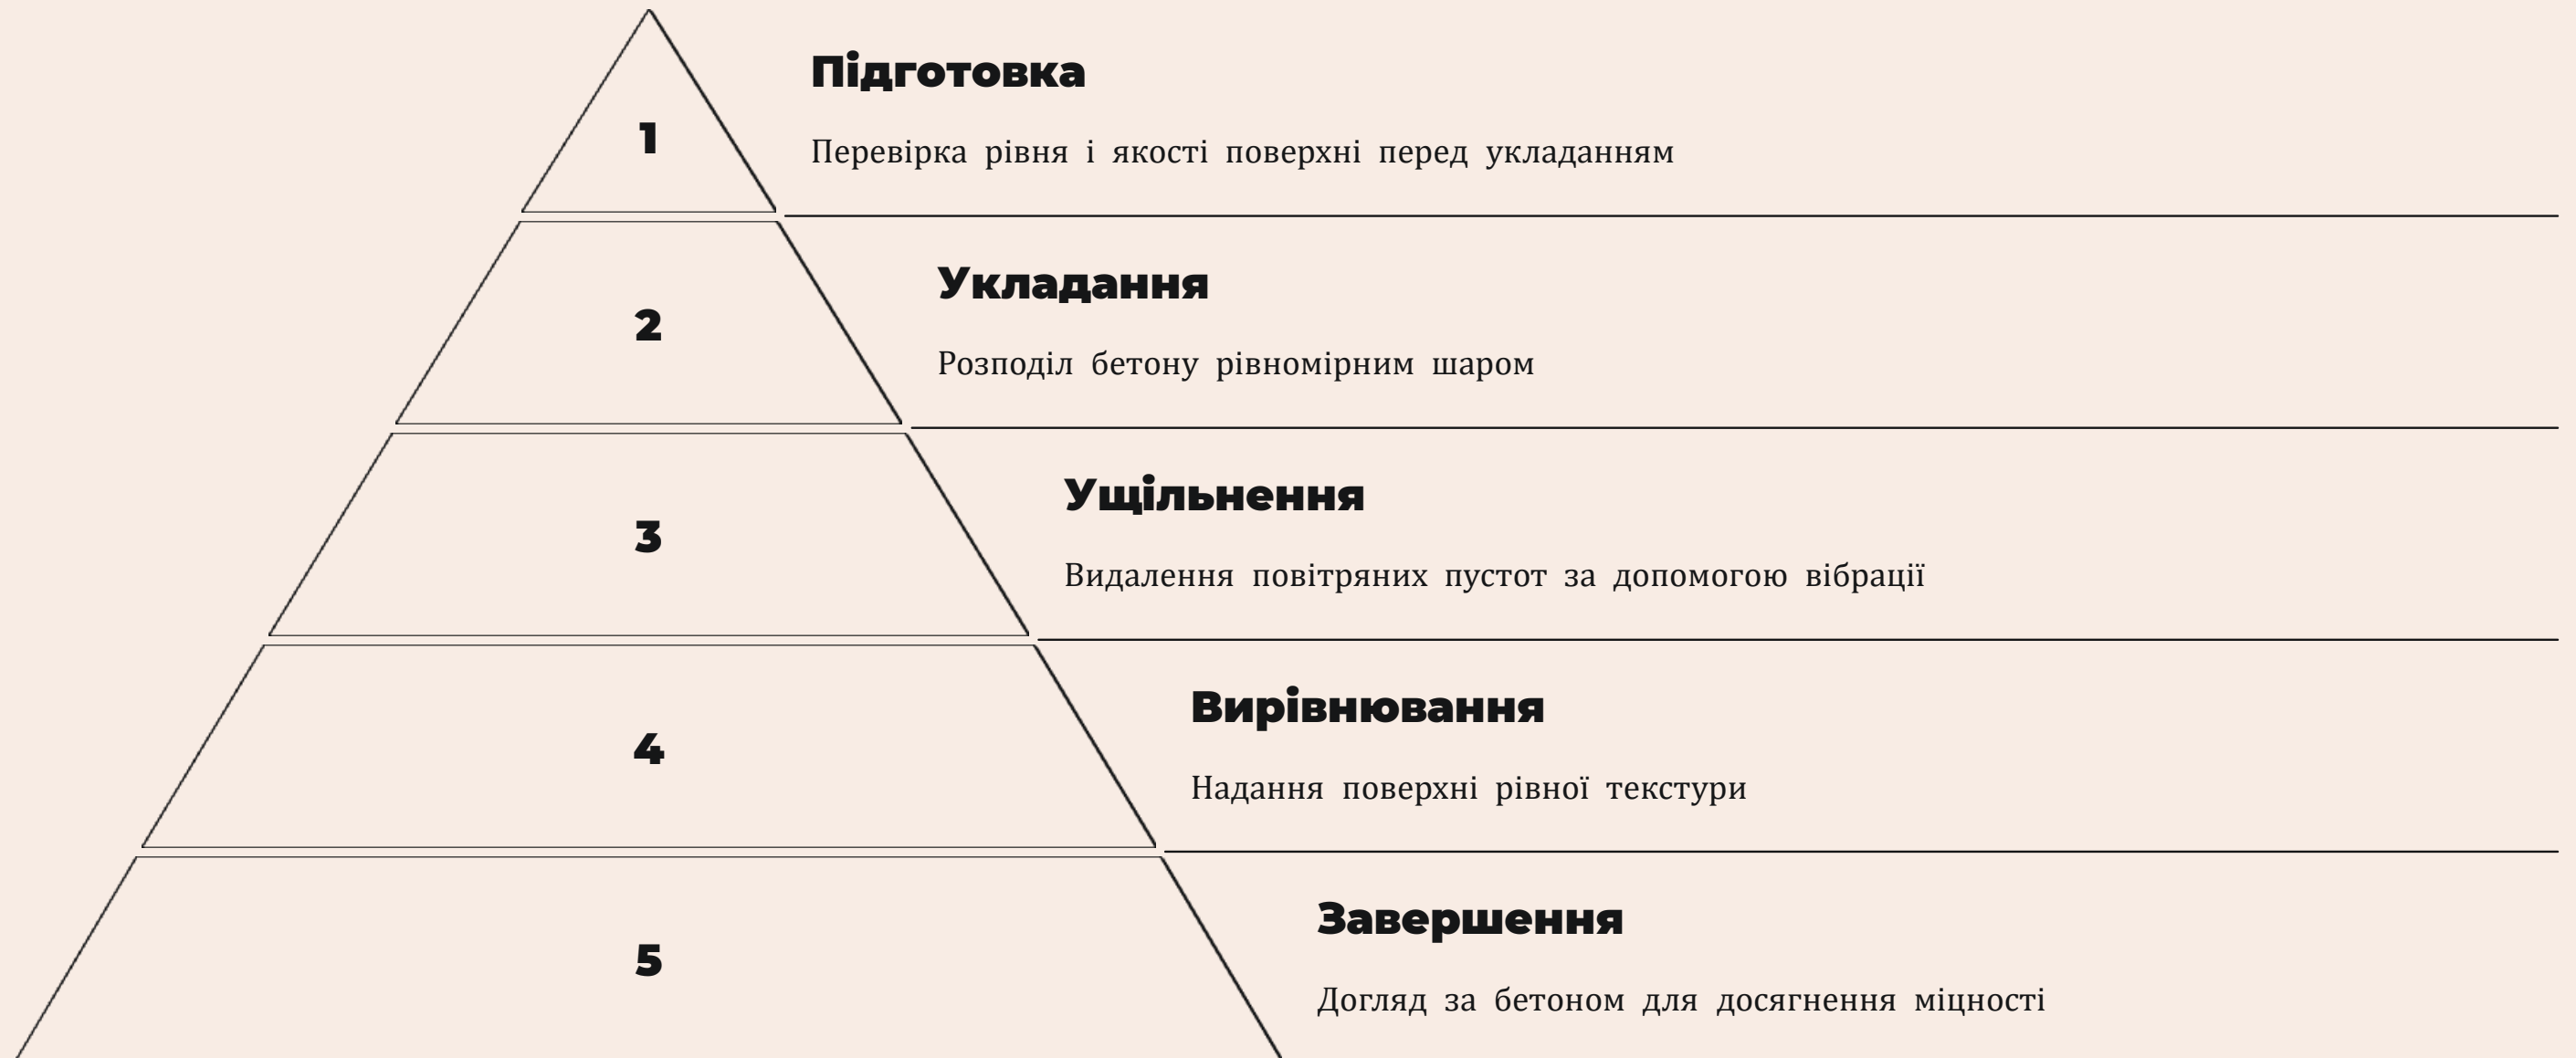 1
Підготовка
Перевірка рівня і якості поверхні перед укладанням
2
Укладання
Розподіл бетону рівномірним шаром
3
Ущільнення
Видалення повітряних пустот за допомогою вібрації
4
Вирівнювання
Надання поверхні рівної текстури
5
Завершення
Догляд за бетоном для досягнення міцності